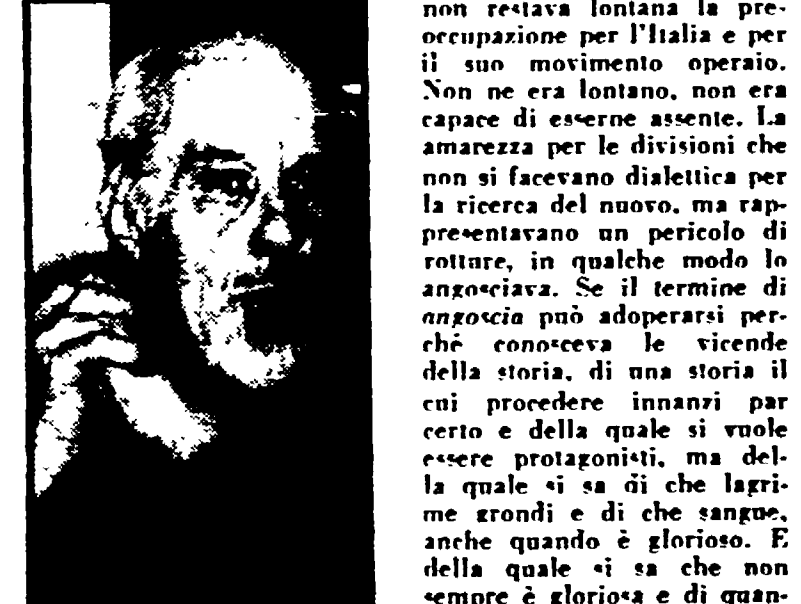 non restava lontana la pre-
occupazione per l'Italia e per
il suo movimento operaio.
Non ne era lontano, non era
capace di esserne assente. La
amarezza per le divisioni che
non si facevano dialettica per
la ricerca del nuovo, ma rap-
presentavano un pericolo di
rotture, in qualche modo lo
angosciava. Se il termine di
angoscia può adoperarsi per-
ché conosceva le vicende
della storia, di una storia il
cui procedere innanzi par
certo e della quale si vuole
essere protagonisti, ma del-
la quale si sa di che lagri-
me grondi e di che sangue,
anche quando è glorioso. E
della quale si sa che non
sempre è gloriosa e di quan-